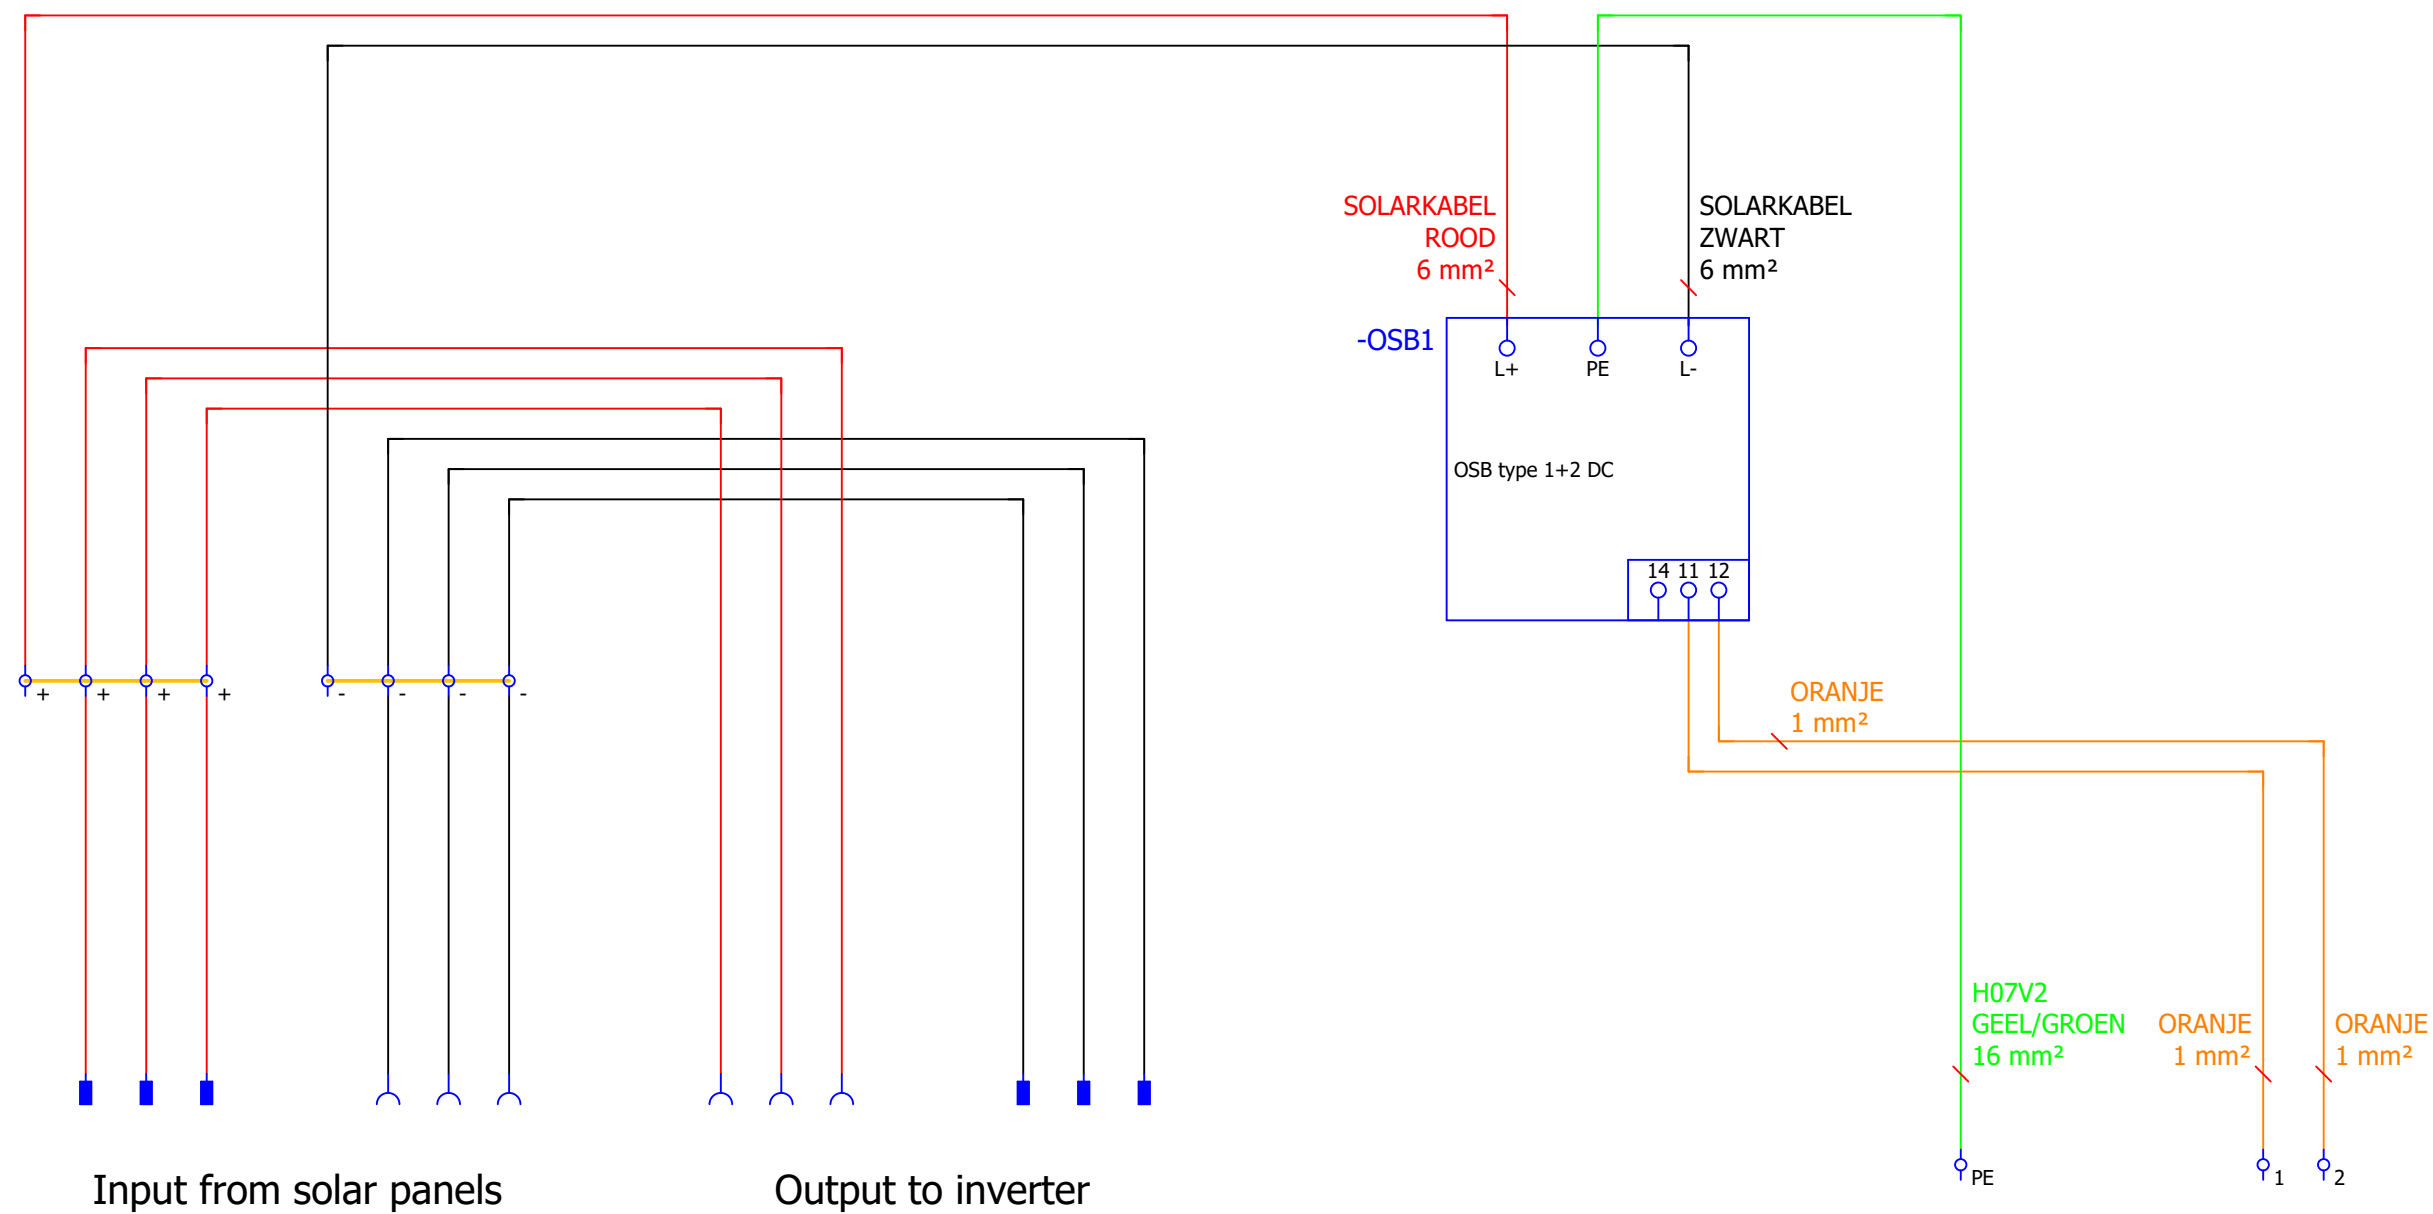 SOLARKABEL
ROOD
6 mm²
SOLARKABEL
ZWART
6 mm²
-OSB1
L+
PE
L-
OSB type 1+2 DC
14 11 12
+ + + +
- - - -
ORANJE
1 mm²
H07V2
GEEL/GROEN
16 mm²
ORANJE
1 mm²
ORANJE
1 mm²
PE
1
2
Input from solar panels
Output to inverter